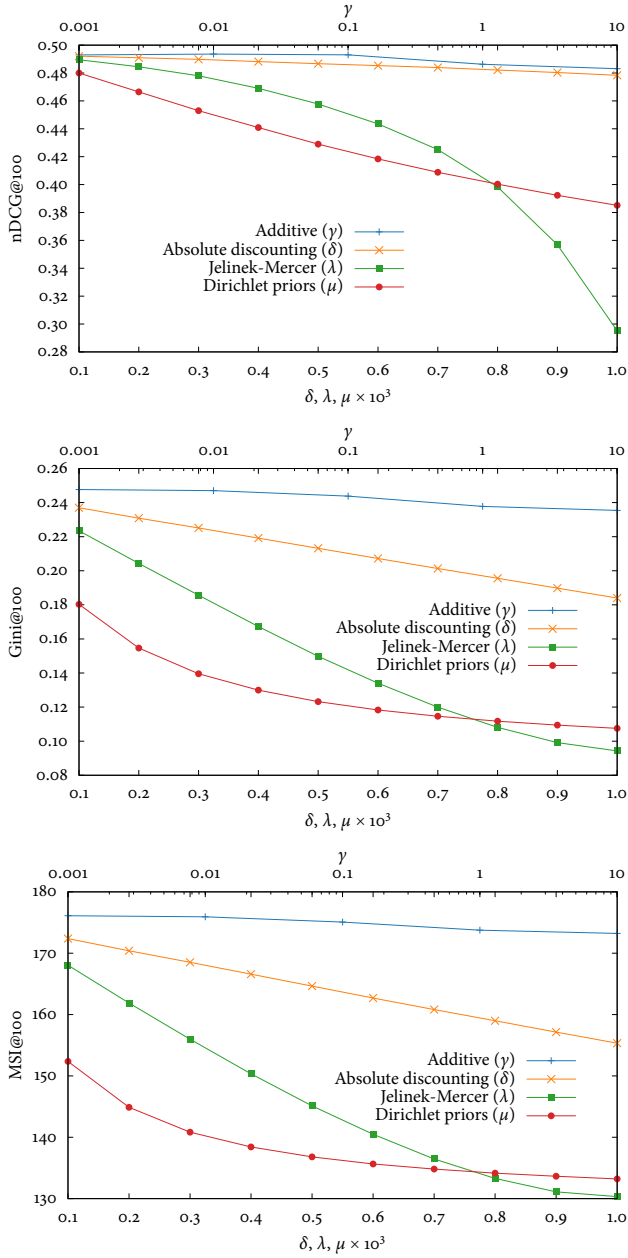 γ
0.001 0.01 0.1 1 10
0.50
0.48
0.46
0.44
0.42
0.40
0.38
0.36
0.34
0.32
0.30
0.28
nDCG@100
Additive (γ)
Absolute discounting (δ)
Jelinek-Mercer (λ)
Dirichlet priors (μ)
0.1 0.2 0.3 0.4 0.5 0.6 0.7 0.8 0.9 1.0
δ, λ, μ × 10³
γ
0.001 0.01 0.1 1 10
0.26
0.24
0.22
0.20
0.18
0.16
0.14
0.12
0.10
0.08
Gini@100
Additive (γ)
Absolute discounting (δ)
Jelinek-Mercer (λ)
Dirichlet priors (μ)
0.1 0.2 0.3 0.4 0.5 0.6 0.7 0.8 0.9 1.0
δ, λ, μ × 10³
γ
0.001 0.01 0.1 1 10
180
170
160
150
140
130
MSI@100
Additive (γ)
Absolute discounting (δ)
Jelinek-Mercer (λ)
Dirichlet priors (μ)
0.1 0.2 0.3 0.4 0.5 0.6 0.7 0.8 0.9 1.0
δ, λ, μ × 10³